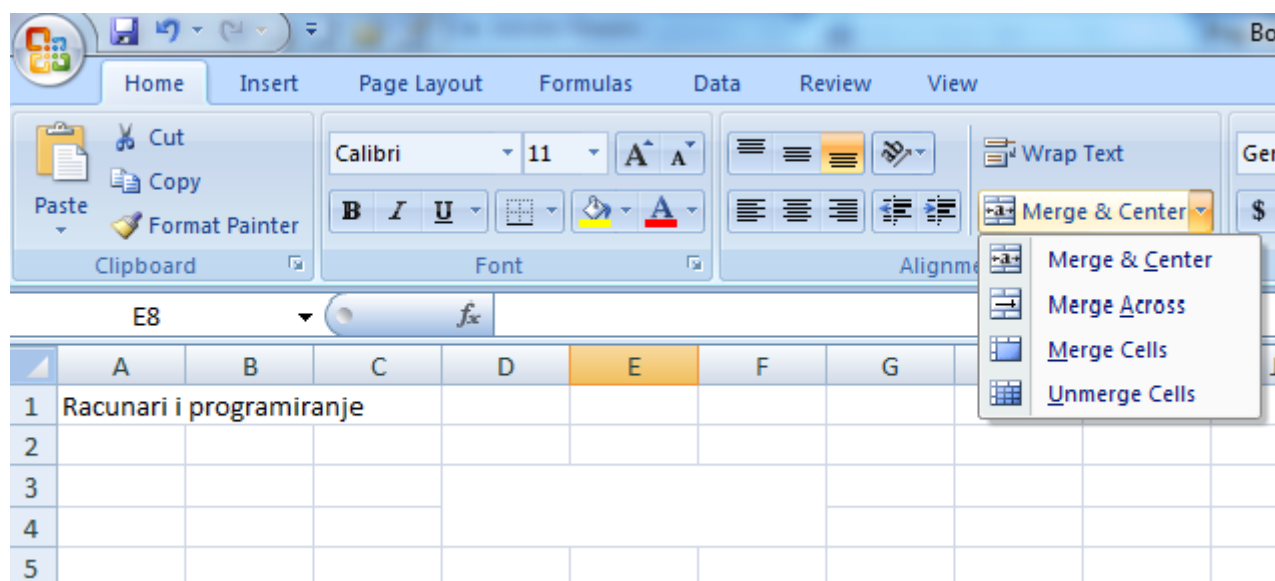 Bo
Home Insert Page Layout Formulas Data Review View
Cut
Copy
Paste
Format Painter
Clipboard
Calibri 11 A A
B I U A
Font
Wrap Text
Merge & Center
Alignme
Ger
$
Merge & Center
Merge Across
Merge Cells
Unmerge Cells
E8 fx
A B C D E F G
1 Racunari i programiranje
2
3
4
5